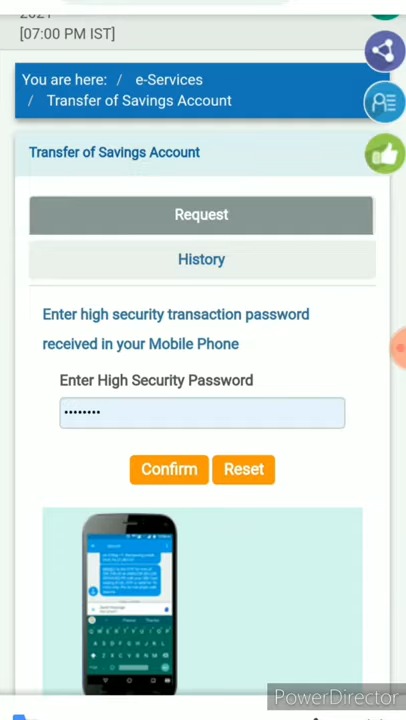 [07:00 PM IST]
You are here: / e-Services
/ Transfer of Savings Account
Transfer of Savings Account
Request
History
Enter high security transaction password
received in your Mobile Phone
Enter High Security Password
••••••••
Confirm
Reset
PowerDirector